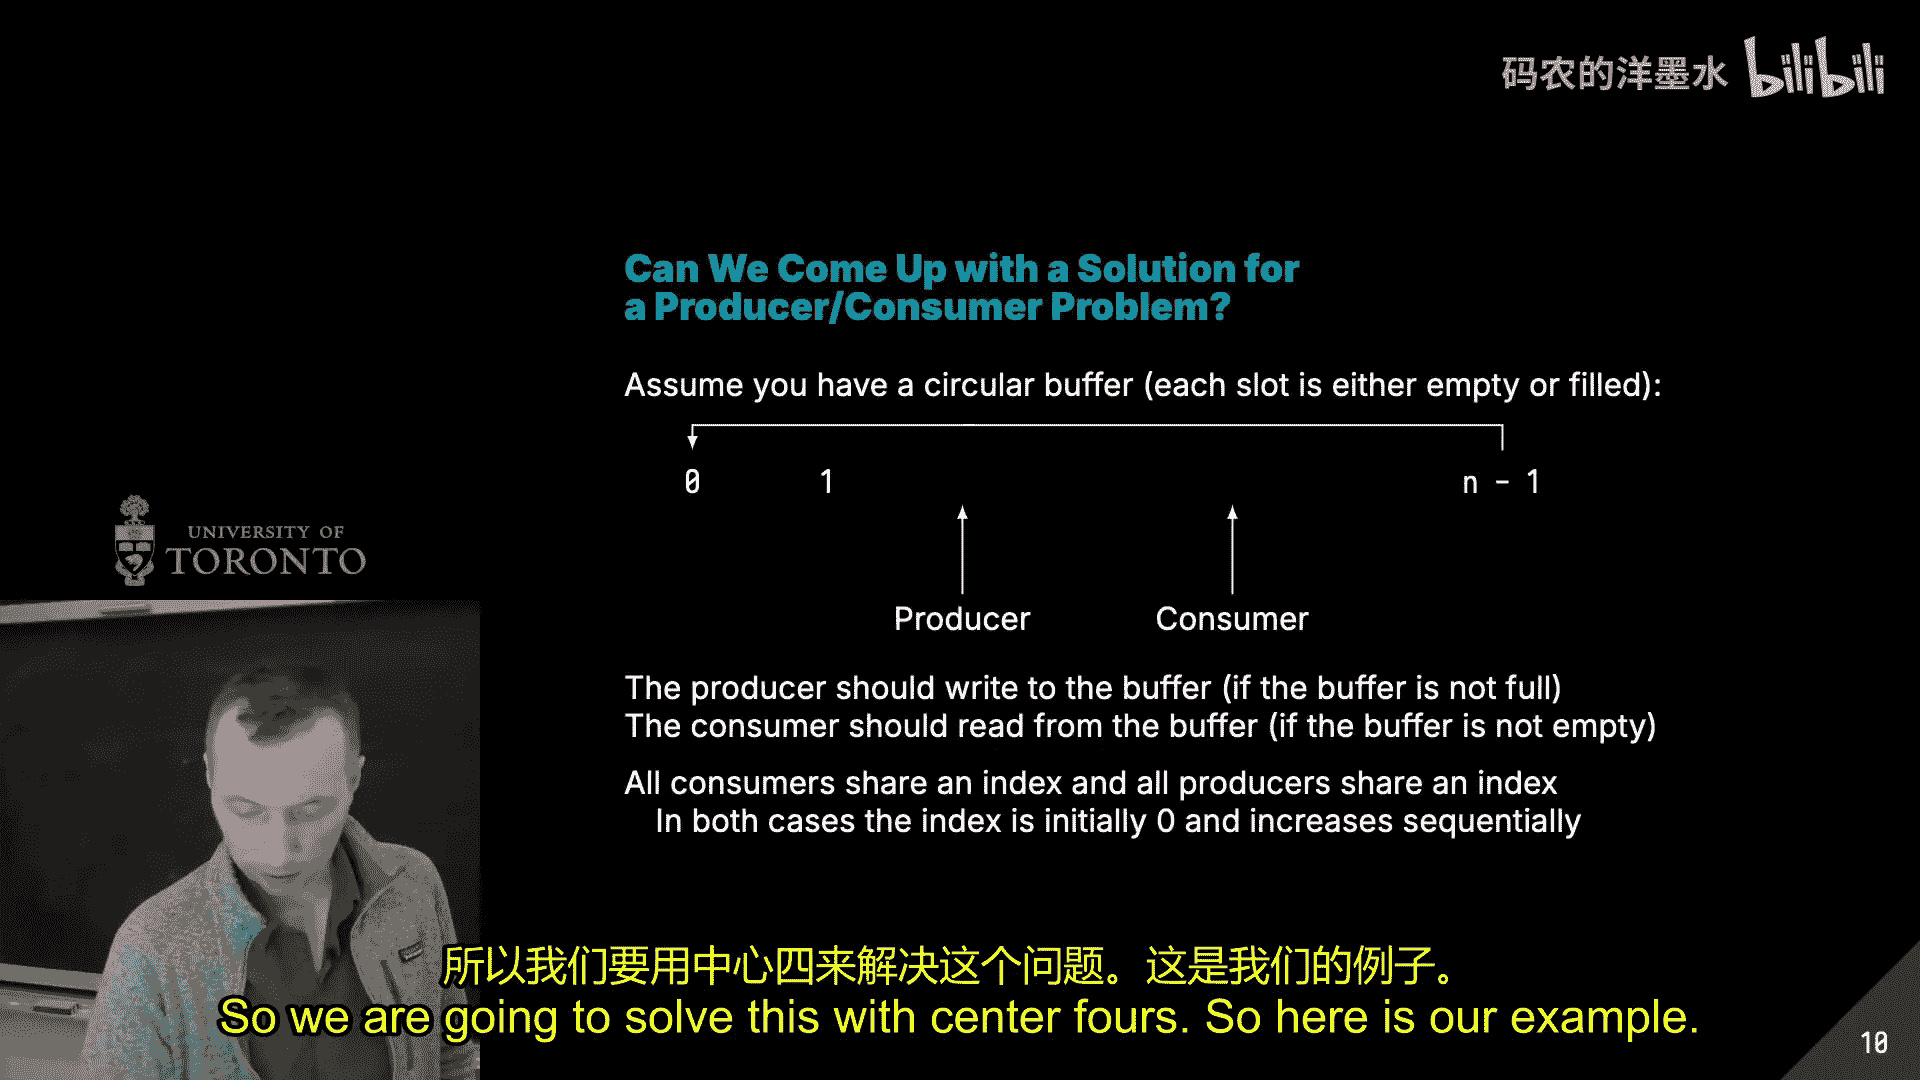 码农的洋墨水 bilibili
Can We Come Up with a Solution for
a Producer/Consumer Problem?
Assume you have a circular buffer (each slot is either empty or filled):
0 1 n - 1
Producer Consumer
The producer should write to the buffer (if the buffer is not full)
The consumer should read from the buffer (if the buffer is not empty)
All consumers share an index and all producers share an index
In both cases the index is initially 0 and increases sequentially
UNIVERSITY OF
TORONTO
所以我们要用中心四来解决这个问题。这是我们的例子。
So we are going to solve this with center fours. So here is our example.
10